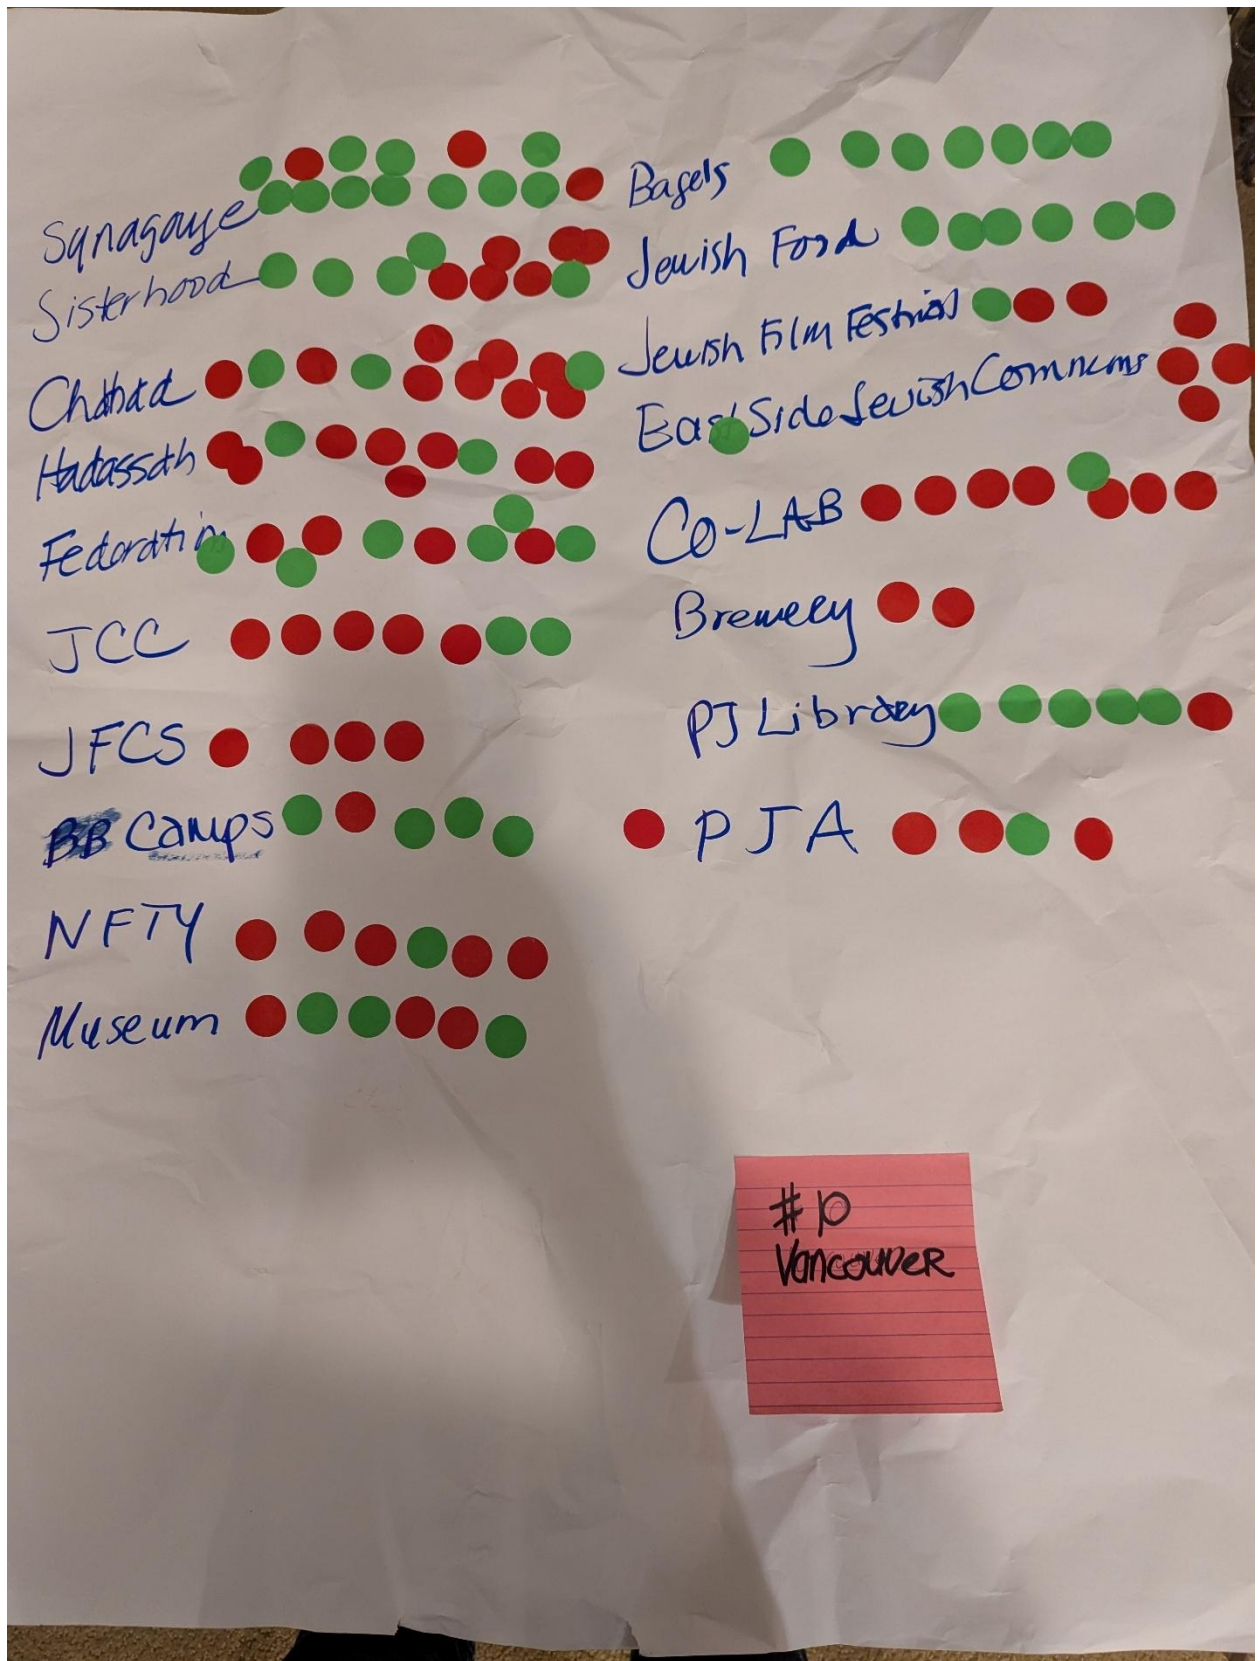 Synagouge
Sisterhood
Chabad
Hadassah
Federation
JCC
JFCS
BB Camps
NFTY
Museum
Bagels
Jewish Food
Jewish Film Festival
East Side Jewish Commons
Co-LAB
Brewery
PJ Library
PJA
#10
Vancouver